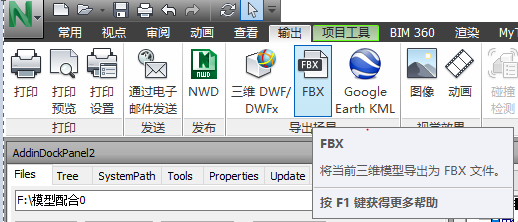 N
常用 视点 审阅 动画 查看 输出 项目工具 BIM 360 渲染 MyT
打印 打印预览 打印设置 通过电子邮件发送 NWD 三维 DWF/DWFx FBX Google Earth KML 图像 动画 碰撞检测
打印 发送 发布 导出场景 视觉效果
AddinDockPanel2
FBX
将当前三维模型导出为 FBX 文件。
按 F1 键获得更多帮助
Files Tree SystemPath Tools Properties Update
F:\模型配合0